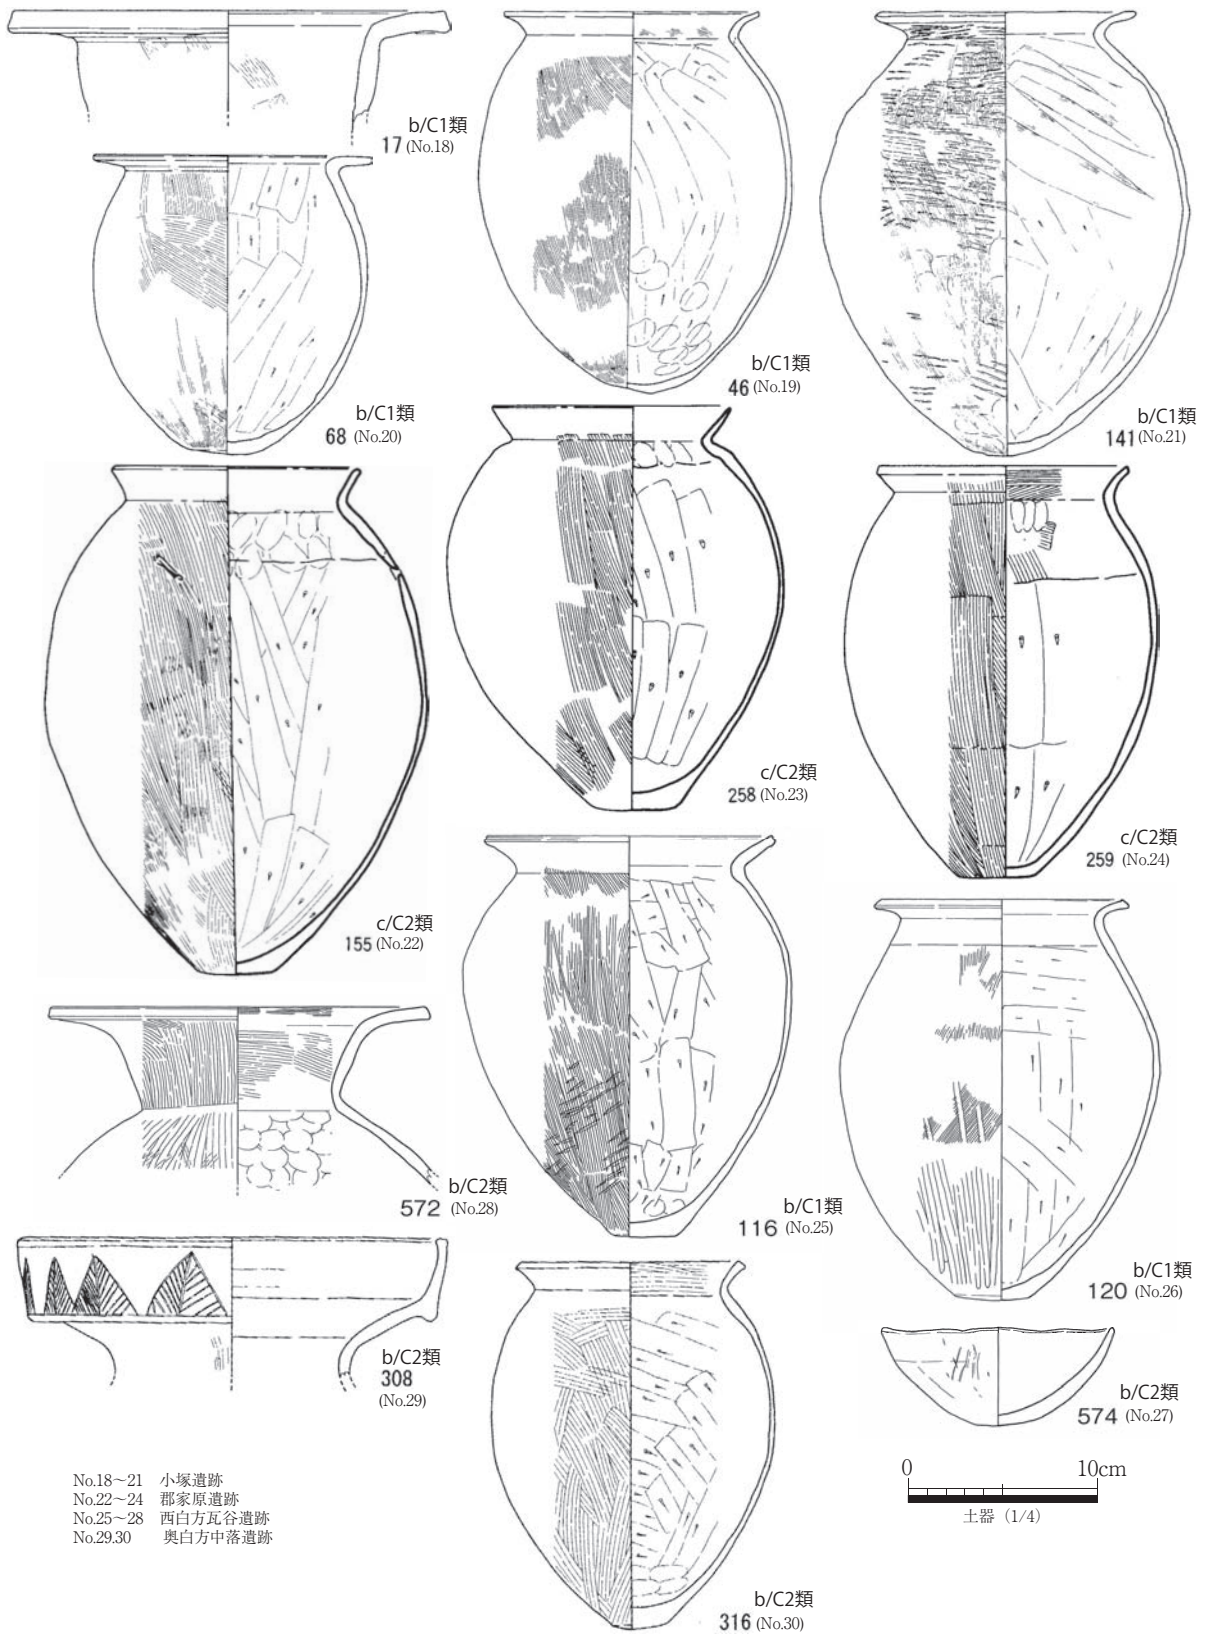 b/C1類
17 (No.18)
b/C1類
46 (No.19)
b/C1類
68 (No.20)
b/C1類
141 (No.21)
c/C2類
155 (No.22)
c/C2類
258 (No.23)
c/C2類
259 (No.24)
b/C1類
116 (No.25)
b/C1類
120 (No.26)
b/C2類
574 (No.27)
b/C2類
572 (No.28)
b/C2類
308
(No.29)
b/C2類
316 (No.30)
No.18〜21 小塚遺跡
No.22〜24 郡家原遺跡
No.25〜28 西白方瓦谷遺跡
No.29.30 奥白方中落遺跡
0 10cm
土器（1/4）